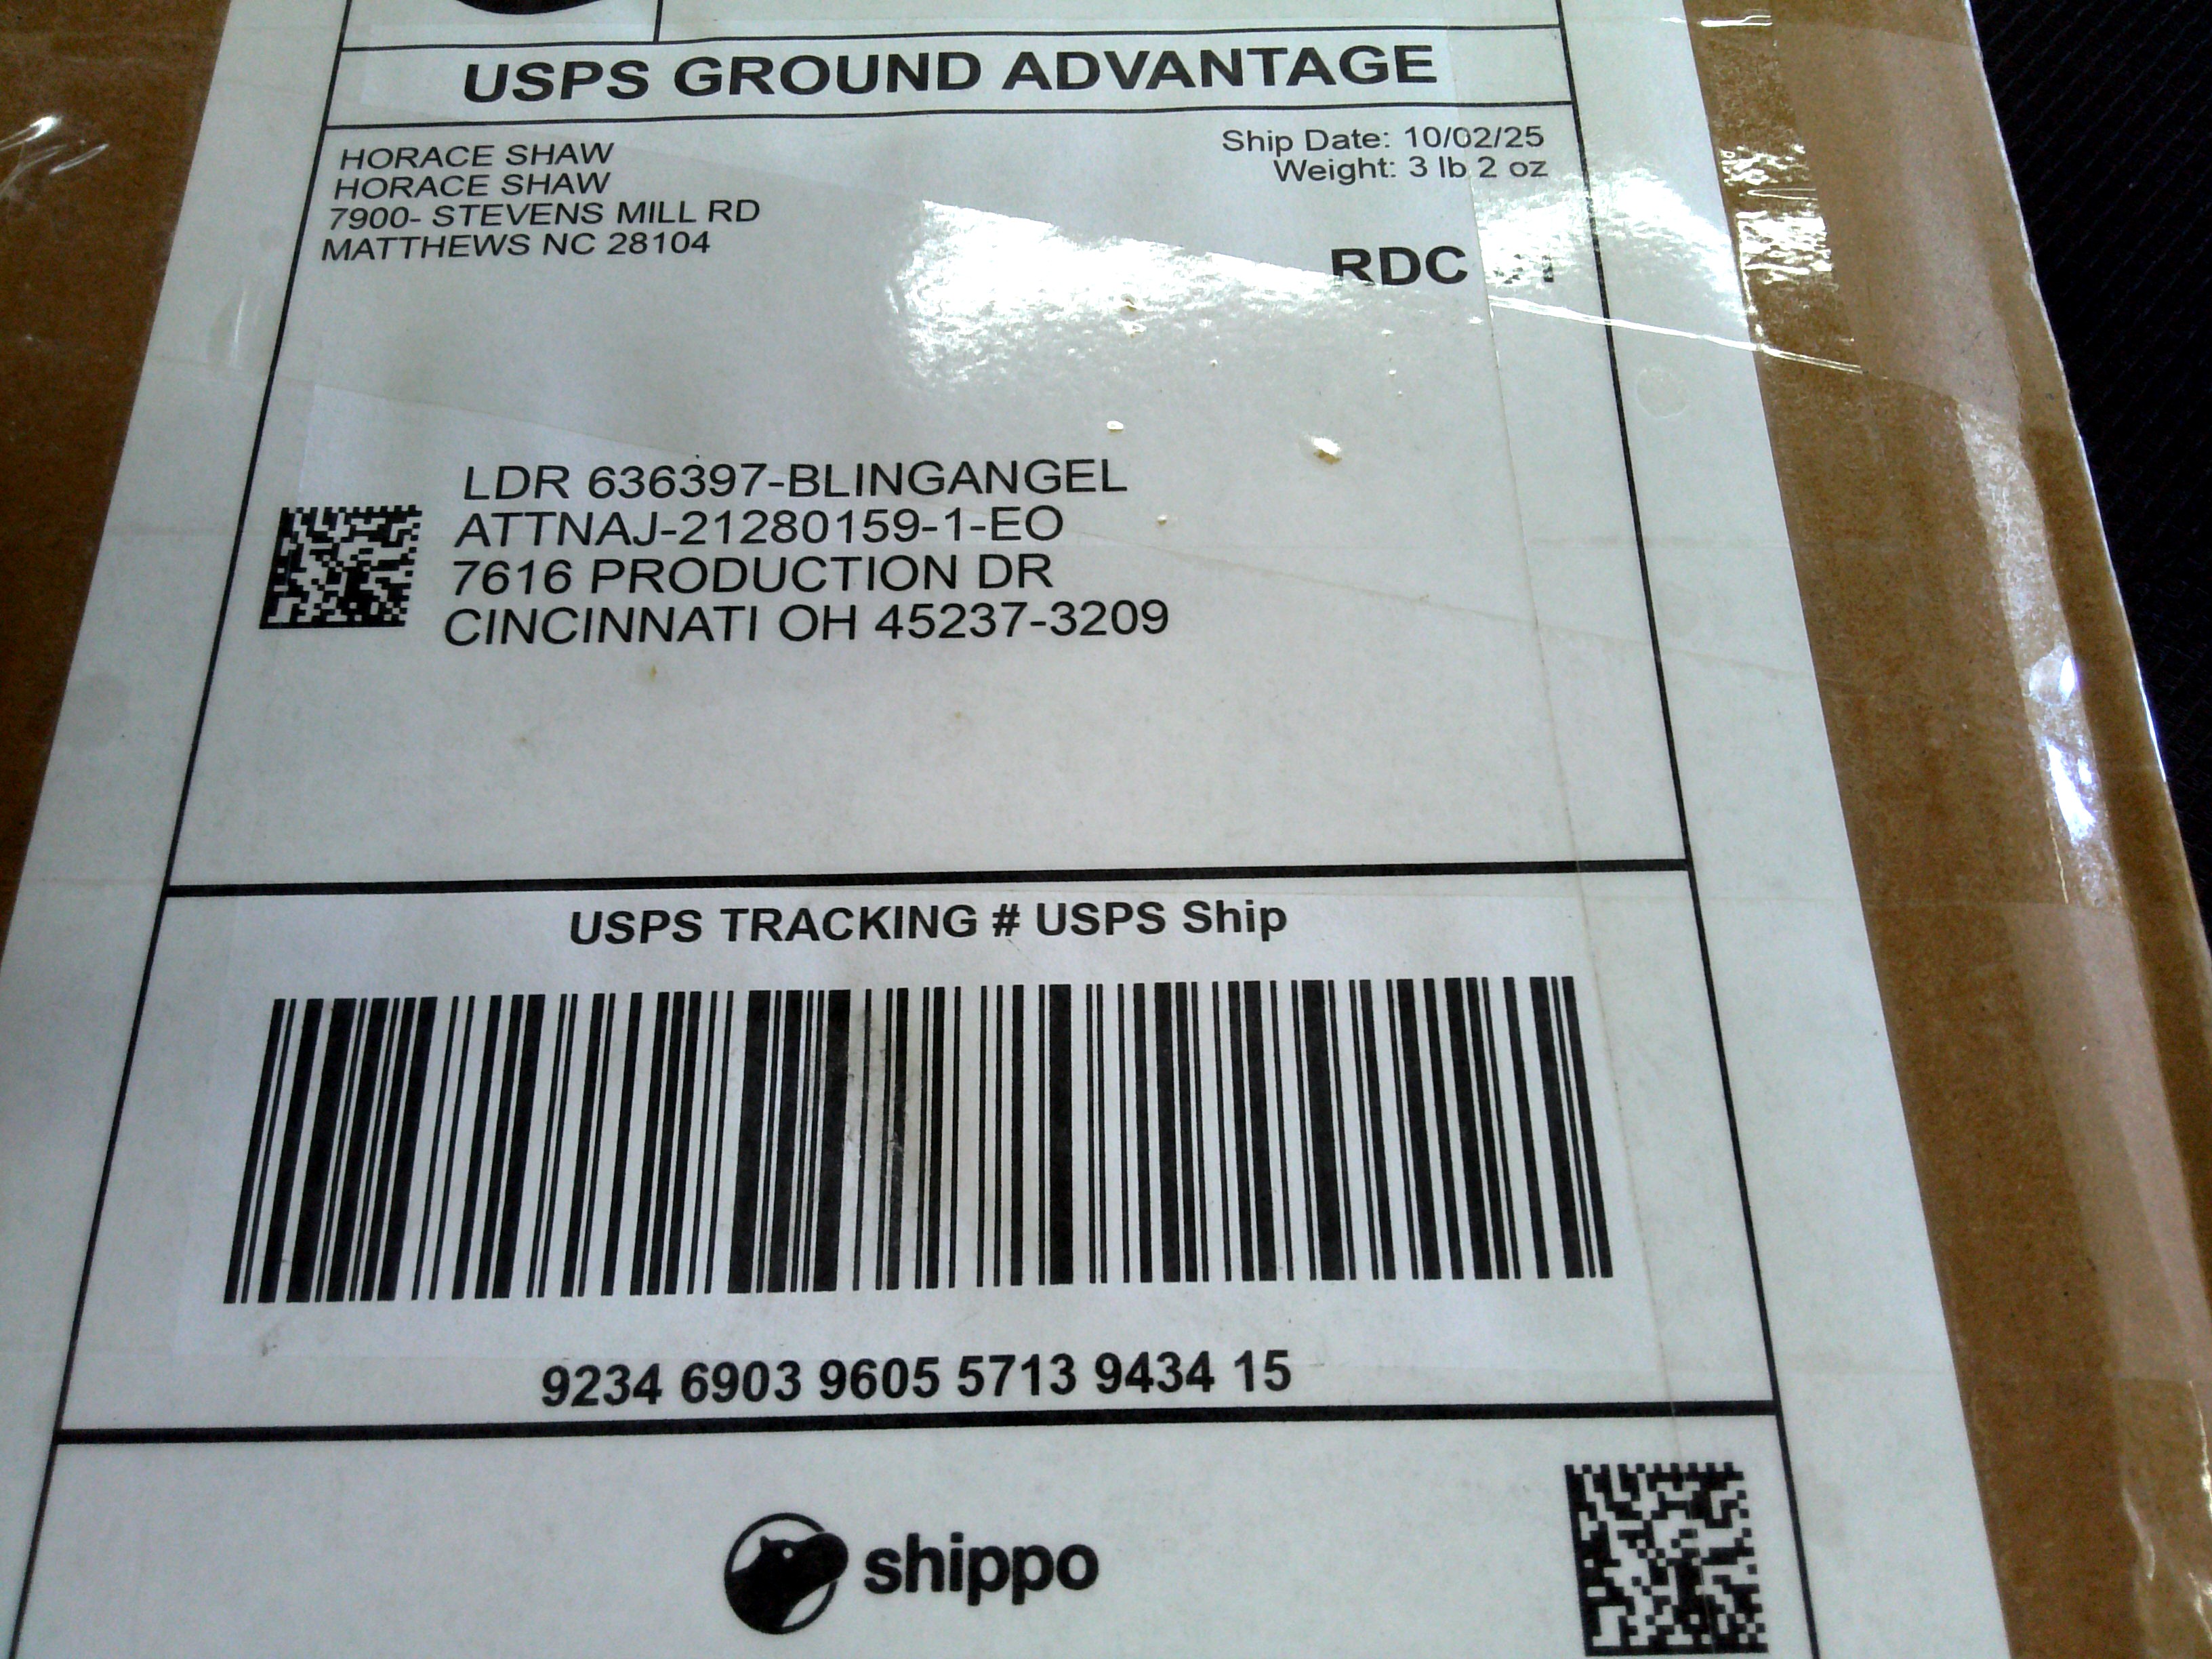 USPS GROUND ADVANTAGE
HORACE SHAW
HORACE SHAW
7900- STEVENS MILL RD
MATTHEWS NC 28104
Ship Date: 10/02/25
Weight: 3 lb 2 oz
RDC
LDR 636397-BLINGANGEL
ATTNAJ-21280159-1-EO
7616 PRODUCTION DR
CINCINNATI OH 45237-3209
USPS TRACKING # USPS Ship
9234 6903 9605 5713 9434 15
shippo